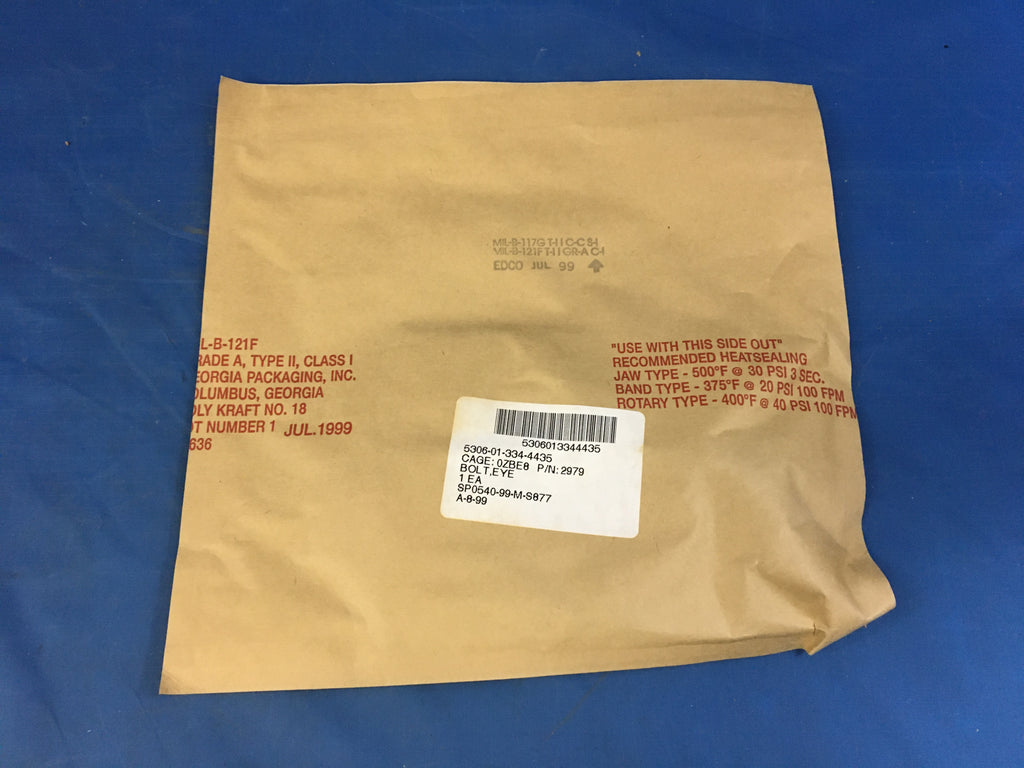 MIL-B-117G T-I I C-C S-I
MIL-B-121F T-I I GR-A C-I
EDCO JUL 99
L-B-121F
RADE A, TYPE II, CLASS I
EORGIA PACKAGING, INC.
OLUMBUS, GEORGIA
OLY KRAFT NO. 18
OT NUMBER 1 JUL.1999
636
"USE WITH THIS SIDE OUT"
RECOMMENDED HEATSEALING
JAW TYPE - 500°F @ 30 PSI 3 SEC.
BAND TYPE - 375°F @ 20 PSI 100 FPM
ROTARY TYPE - 400°F @ 40 PSI 100 FPM
5306013344435
5306-01-334-4435
CAGE: 0ZBE8 P/N: 2979
BOLT,EYE
1 EA
SP0540-99-M-S877
A-8-99